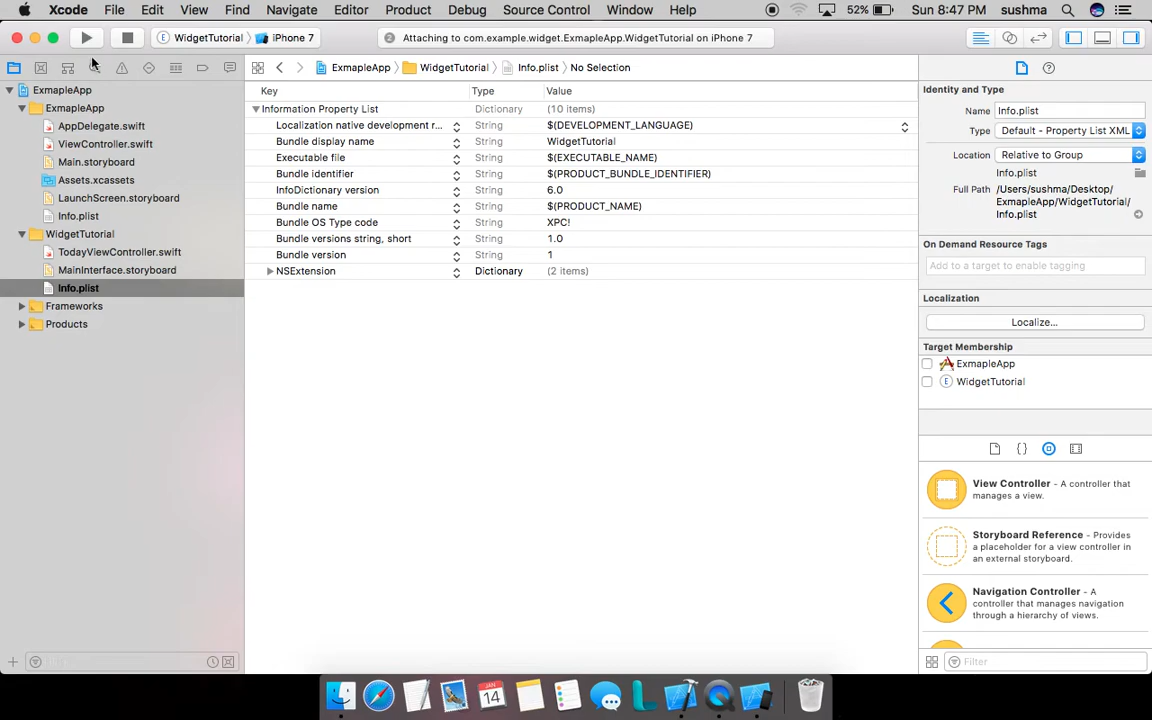 Xcode File Edit View Find Navigate Editor Product Debug Source Control Window Help 52% Sun 8:47 PM sushma
WidgetTutorial iPhone 7 2 Attaching to com.example.widget.ExmapleApp.WidgetTutorial on iPhone 7
ExmapleApp WidgetTutorial Info.plist No Selection
ExmapleApp
ExmapleApp
AppDelegate.swift
ViewController.swift
Main.storyboard
Assets.xcassets
LaunchScreen.storyboard
Info.plist
WidgetTutorial
TodayViewController.swift
MainInterface.storyboard
Info.plist
Frameworks
Products
Key Type Value
Information Property List Dictionary (10 items)
Localization native development r... String $(DEVELOPMENT_LANGUAGE)
Bundle display name String WidgetTutorial
Executable file String $(EXECUTABLE_NAME)
Bundle identifier String $(PRODUCT_BUNDLE_IDENTIFIER)
InfoDictionary version String 6.0
Bundle name String $(PRODUCT_NAME)
Bundle OS Type code String XPC!
Bundle versions string, short String 1.0
Bundle version String 1
NSExtension Dictionary (2 items)
Identity and Type
Name Info.plist
Type Default - Property List XML
Location Relative to Group
Info.plist
Full Path /Users/sushma/Desktop/
ExmapleApp/WidgetTutorial/
Info.plist
On Demand Resource Tags
Add to a target to enable tagging
Localization
Localize...
Target Membership
ExmapleApp
E WidgetTutorial
View Controller - A controller that
manages a view.
Storyboard Reference - Provides
a placeholder for a view controller in
an external storyboard.
Navigation Controller - A
controller that manages navigation
through a hierarchy of views.
Filter
JAN
14